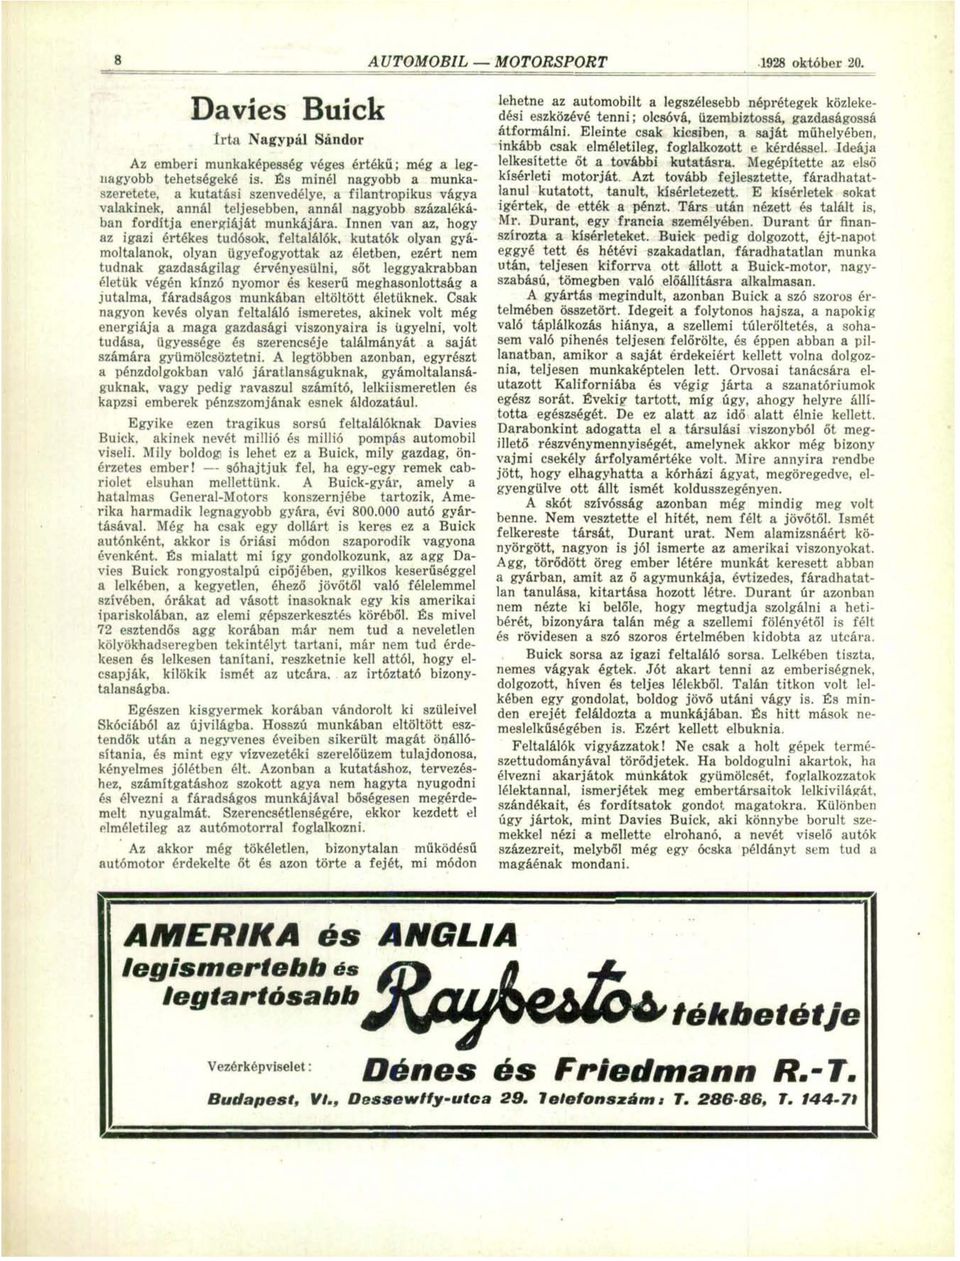 8 AUTOMOBIL — MOTORSPORT 1928 október 20.
Davies Buick
Írta Nagypál Sándor
Az emberi munkaképesség véges értékű; még a leg-
nagyobb tehetségeké is. És minél nagyobb a munka-
szeretete, a kutatási szenvedélye, a filantropikus vágya
valakinek, annál teljesebben, annál nagyobb százaléká-
ban fordítja energiáját munkájára. Innen van az, hogy
az igazi értékes tudósok, feltalálók, kutatók olyan gyá-
moltalanok, olyan ügyefogyottak az életben, ezért nem
tudnak gazdaságilag érvényesülni, sőt leggyakrabban
életük végén kínzó nyomor és keserű meghasonlottság a
jutalma, fáradságos munkában eltöltött életüknek. Csak
nagyon kevés olyan feltaláló ismeretes, akinek volt még
energiája a maga gazdasági viszonyaira is ügyelni, volt
tudása, ügyessége és szerencséje találmányát a saját
számára gyümölcsöztetni. A legtöbben azonban, egyrészt
a pénzdolgokban való járatlanságuknak, gyámoltalansá-
guknak, vagy pedig ravaszul számító, lelkiismeretlen és
kapzsi emberek pénzszomjának esnek áldozatául.
Egyike ezen tragikus sorsú feltalálóknak Davies
Buick, akinek nevét millió és millió pompás automobil
viseli. Mily boldog is lehet ez a Buick, mily gazdag, ön-
érzetes ember! — sóhajtjuk fel, ha egy-egy remek cab-
riolet elsuhan mellettünk. A Buick-gyár, amely a
hatalmas General-Motors konszernjébe tartozik, Ame-
rika harmadik legnagyobb gyára, évi 800.000 autó gyár-
tásával. Még ha csak egy dollárt is keres ez a Buick
autónként, akkor is óriási módon szaporodik vagyona
évenként. És mialatt mi így gondolkozunk, az agg Da-
vies Buick rongyostalpú cipőjében, gyilkos keserűséggel
a lelkében, a kegyetlen, éhező jövőtől való félelemmel
szívében, órákat ad vásott inasoknak egy kis amerikai
ipariskolában, az elemi gépszerkesztés köréből. És mivel
72 esztendős agg korában már nem tud a neveletlen
kölyökhadseregben tekintélyt tartani, már nem tud érde-
kesen és lelkesen tanítani, reszketnie kell attól, hogy el-
csapják, kilökik ismét az utcára, az irtóztató bizony-
talanságba.
Egészen kisgyermek korában vándorolt ki szüleivel
Skóciából az újvilágba. Hosszú munkában eltöltött esz-
tendők után a negyvenes éveiben sikerült magát önálló-
sítania, és mint egy vízvezetéki szerelőüzem tulajdonosa,
kényelmes jólétben élt. Azonban a kutatáshoz, tervezés-
hez, számítgatáshoz szokott agya nem hagyta nyugodni
és élvezni a fáradságos munkájával bőségesen megérde-
melt nyugalmát. Szerencsétlenségére, ekkor kezdett el
elméletileg az autómotorral foglalkozni.
Az akkor még tökéletlen, bizonytalan működésű
autómotor érdekelte őt és azon törte a fejét, mi módon
lehetne az automobilt a legszélesebb néprétegek közleke-
dési eszközévé tenni; olcsóvá, üzembiztossá, gazdaságossá
átformálni. Eleinte csak kicsiben, a saját műhelyében,
inkább csak elméletileg, foglalkozott e kérdéssel. Ideája
lelkesítette őt a további kutatásra. Megépítette az első
kísérleti motorját. Azt tovább fejlesztette, fáradhatat-
lanul kutatott, tanult, kísérletezett. E kísérletek sokat
ígértek, de ették a pénzt. Társ után nézett és talált is,
Mr. Durant, egy francia személyében. Durant úr finan-
szírozta a kísérleteket. Buick pedig dolgozott, éjt-napot
eggyé tett és hétévi szakadatlan, fáradhatatlan munka
után, teljesen kiforrva ott állott a Buick-motor, nagy-
szabású, tömegben való előállításra alkalmasan.
A gyártás megindult, azonban Buick a szó szoros ér-
telmében összetört. Idegeit a folytonos hajsza, a napokig
való táplálkozás hiánya, a szellemi túlerőltetés, a soha-
sem való pihenés teljesen felőrölte, és éppen abban a pil-
lanatban, amikor a saját érdekeiért kellett volna dolgoz-
nia, teljesen munkaképtelen lett. Orvosai tanácsára el-
utazott Kaliforniába és végig járta a szanatóriumok
egész sorát. Évekig tartott, míg úgy, ahogy helyre állí-
totta egészségét. De ez alatt az idő alatt élnie kellett.
Darabonkint adogatta el a társulási viszonyból őt meg-
illető részvénymennyiségét, amelynek akkor még bizony
vajmi csekély árfolyamértéke volt. Mire annyira rendbe
jött, hogy elhagyhatta a kórházi ágyat, megöregedve, el-
gyengülve ott állt ismét koldusszegényen.
A skót szívósság azonban még mindig meg volt
benne. Nem vesztette el hitét, nem félt a jövőtől. Ismét
felkereste társát, Durant urat. Nem alamizsnáért kö-
nyörgött, nagyon is jól ismerte az amerikai viszonyokat.
Agg, törődött öreg ember létére munkát keresett abban
a gyárban, amit az ő agymunkája, évtizedes, fáradhatat-
lan tanulása, kitartása hozott létre. Durant úr azonban
nem nézte ki belőle, hogy megtudja szolgálni a heti-
bérét, bizonyára talán még a szellemi fölényétől is félt
és rövidesen a szó szoros értelmében kidobta az utcára.
Buick sorsa az igazi feltaláló sorsa. Lelkében tiszta,
nemes vágyak égtek. Jót akart tenni az emberiségnek,
dolgozott, híven és teljes lélekből. Talán titkon volt lel-
kében egy gondolat, boldog jövő utáni vágy is. És min-
den erejét feláldozta a munkájában. És hitt mások ne-
meslelkűségében is. Ezért kellett elbuknia.
Feltalálók vigyázzatok! Ne csak a holt gépek termé-
szettudományával törődjetek. Ha boldogulni akartok, ha
élvezni akarjátok munkátok gyümölcsét, foglalkozzatok
lélektannal, ismerjétek meg embertársaitok lelkivilágát,
szándékait, és fordítsatok gondot magatokra. Különben
úgy jártok, mint Davies Buick, aki könnybe borult sze-
mekkel nézi a mellette elrohanó, a nevét viselő autók
százezreit, melyből még egy ócska példányt sem tud a
magáénak mondani.
AMERIKA és ANGLIA
legismertebb és
legtartósabb
Raybestos fékbetétje
Vezérképviselet: Dénes és Friedmann R.-T.
Budapest, VI., Dessewffy-utca 29. Telefonszám: T. 286-86, T. 144-71